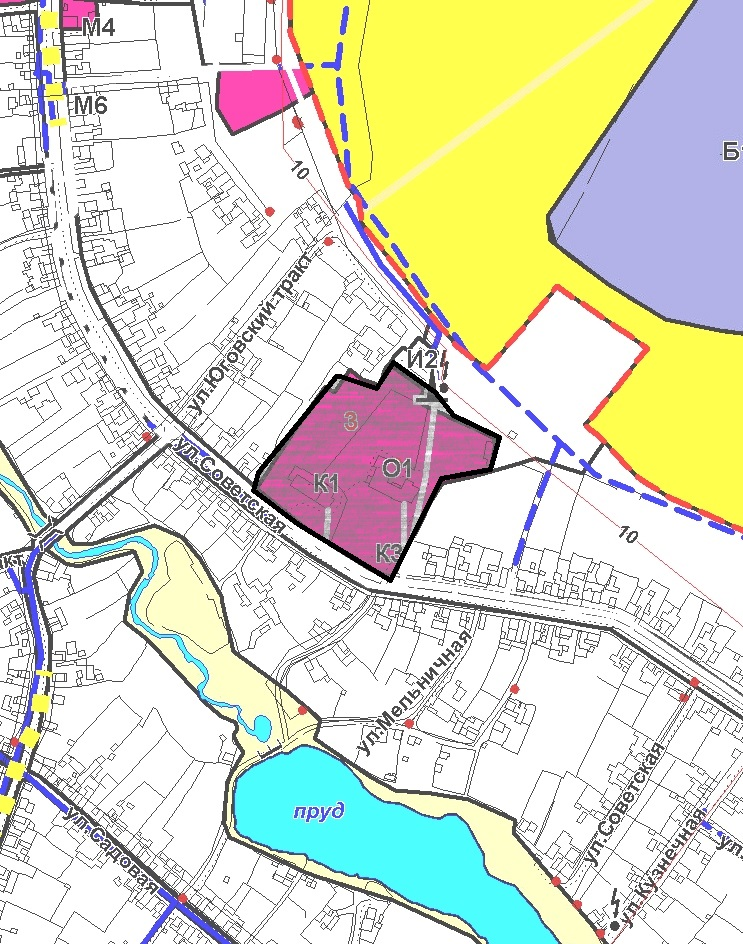 М4
М6
Б
10
ул.Юговский тракт
И2
3
О1
К1
ул.Советская
К3
10
кт
ул.Мельничная
пруд
ул.Советская
ул.Кузнечная
ул.Садовая
ул.